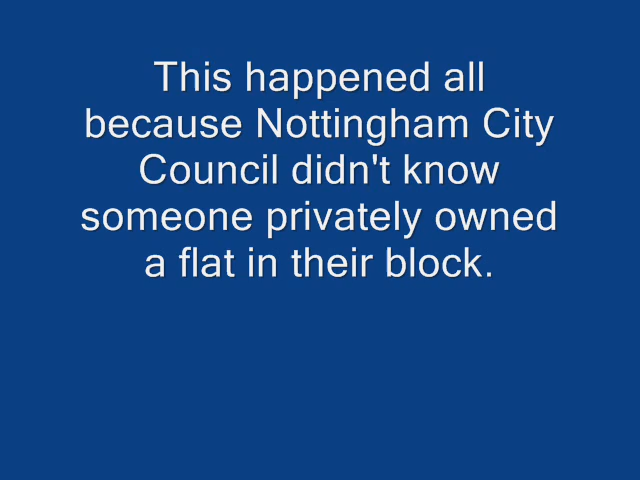 This happened all
because Nottingham City
Council didn't know
someone privately owned
a flat in their block.